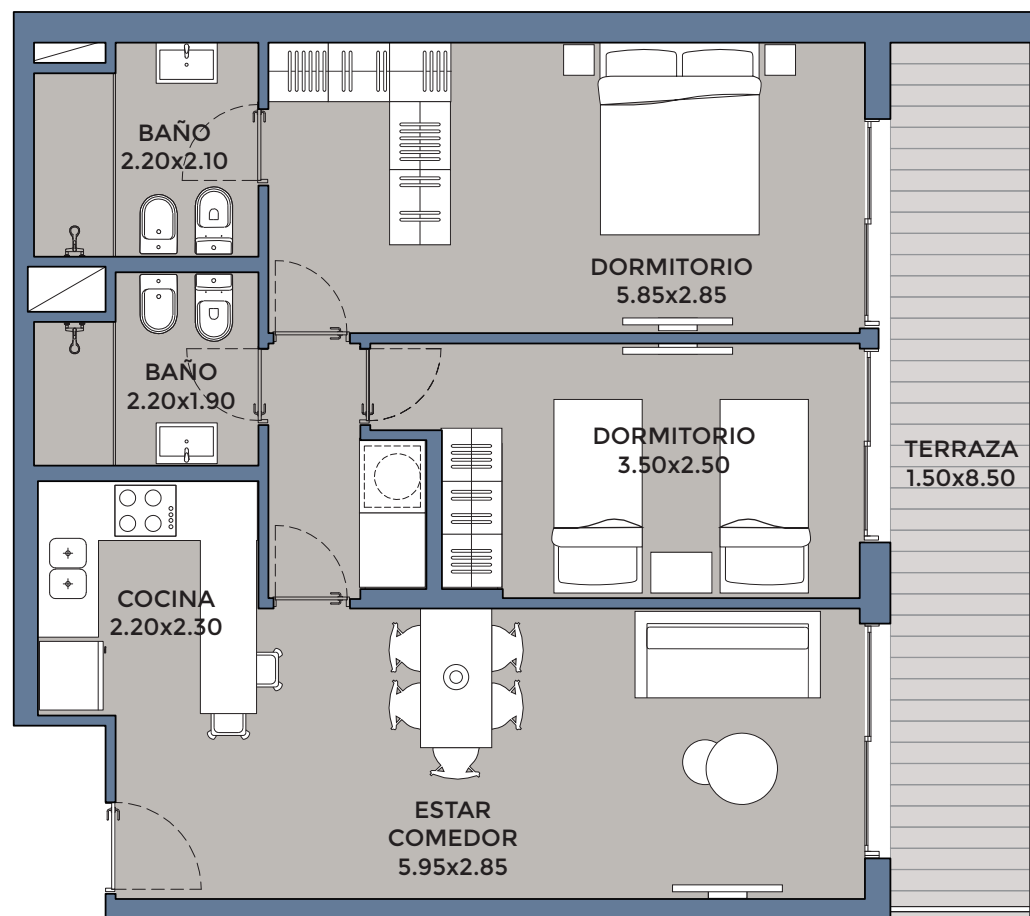 BAÑO
2.20x2.10
DORMITORIO
5.85x2.85
BAÑO
2.20x1.90
DORMITORIO
3.50x2.50
TERRAZA
1.50x8.50
COCINA
2.20x2.30
ESTAR
COMEDOR
5.95x2.85